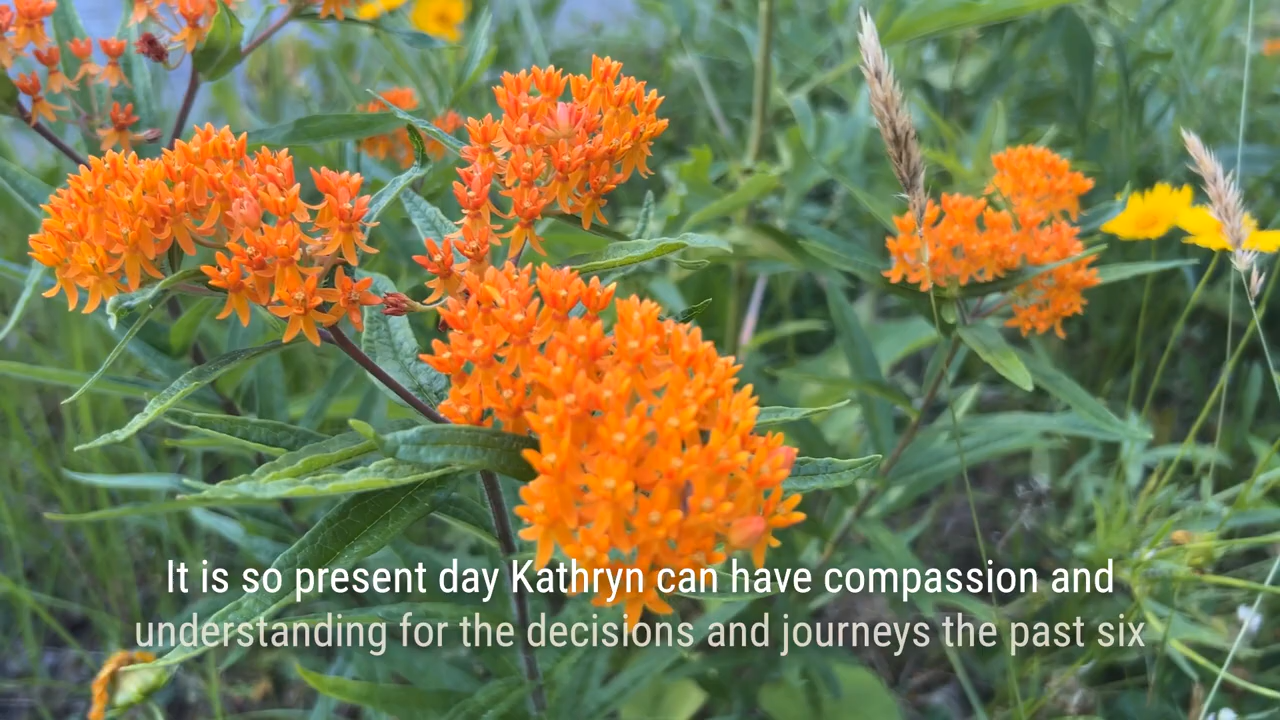 It is so present day Kathryn can have compassion and
understanding for the decisions and journeys the past six